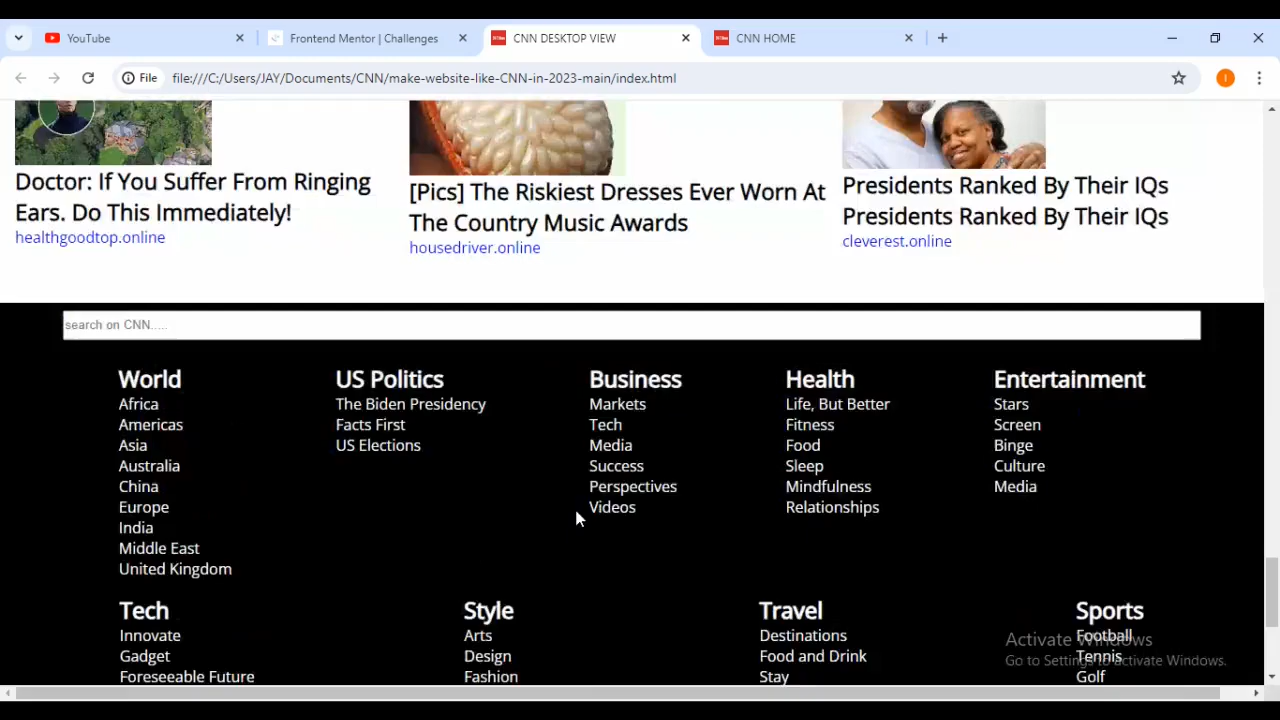 YouTube
Frontend Mentor | Challenges
CNN DESKTOP VIEW
CNN HOME
File
file:///C:/Users/JAY/Documents/CNN/make-website-like-CNN-in-2023-main/index.html
I
Doctor: If You Suffer From Ringing
Ears. Do This Immediately!
healthgoodtop.online
[Pics] The Riskiest Dresses Ever Worn At
The Country Music Awards
housedriver.online
Presidents Ranked By Their IQs
Presidents Ranked By Their IQs
cleverest.online
search on CNN.....
World
Africa
Americas
Asia
Australia
China
Europe
India
Middle East
United Kingdom
US Politics
The Biden Presidency
Facts First
US Elections
Business
Markets
Tech
Media
Success
Perspectives
Videos
Health
Life, But Better
Fitness
Food
Sleep
Mindfulness
Relationships
Entertainment
Stars
Screen
Binge
Culture
Media
Tech
Innovate
Gadget
Foreseeable Future
Style
Arts
Design
Fashion
Travel
Destinations
Food and Drink
Stay
Sports
Football
Tennis
Golf
Activate Windows
Go to Settings to activate Windows.